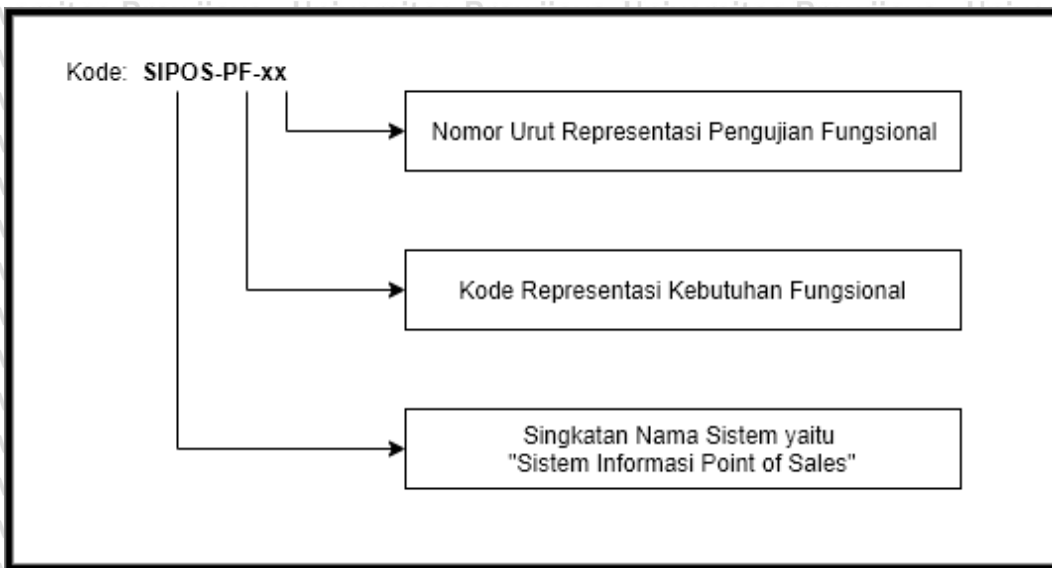 Kode: SIPOS-PF-xx
Nomor Urut Representasi Pengujian Fungsional
Kode Representasi Kebutuhan Fungsional
Singkatan Nama Sistem yaitu
"Sistem Informasi Point of Sales"